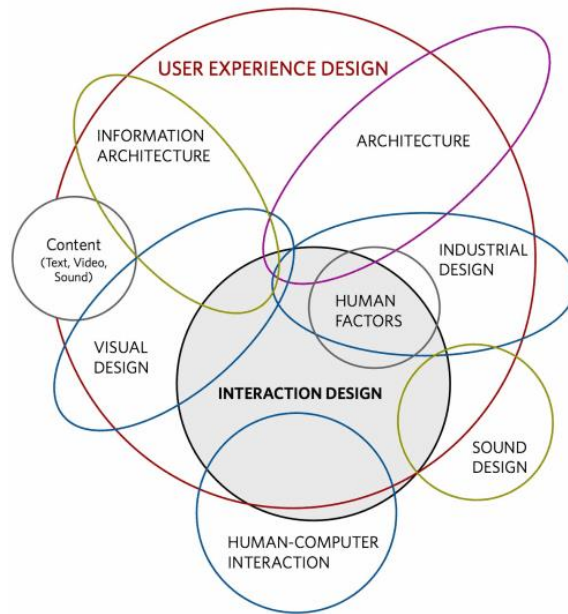 USER EXPERIENCE DESIGN
INFORMATION
ARCHITECTURE
ARCHITECTURE
Content
(Text, Video,
Sound)
INDUSTRIAL
DESIGN
HUMAN
FACTORS
VISUAL
DESIGN
INTERACTION DESIGN
SOUND
DESIGN
HUMAN-COMPUTER
INTERACTION